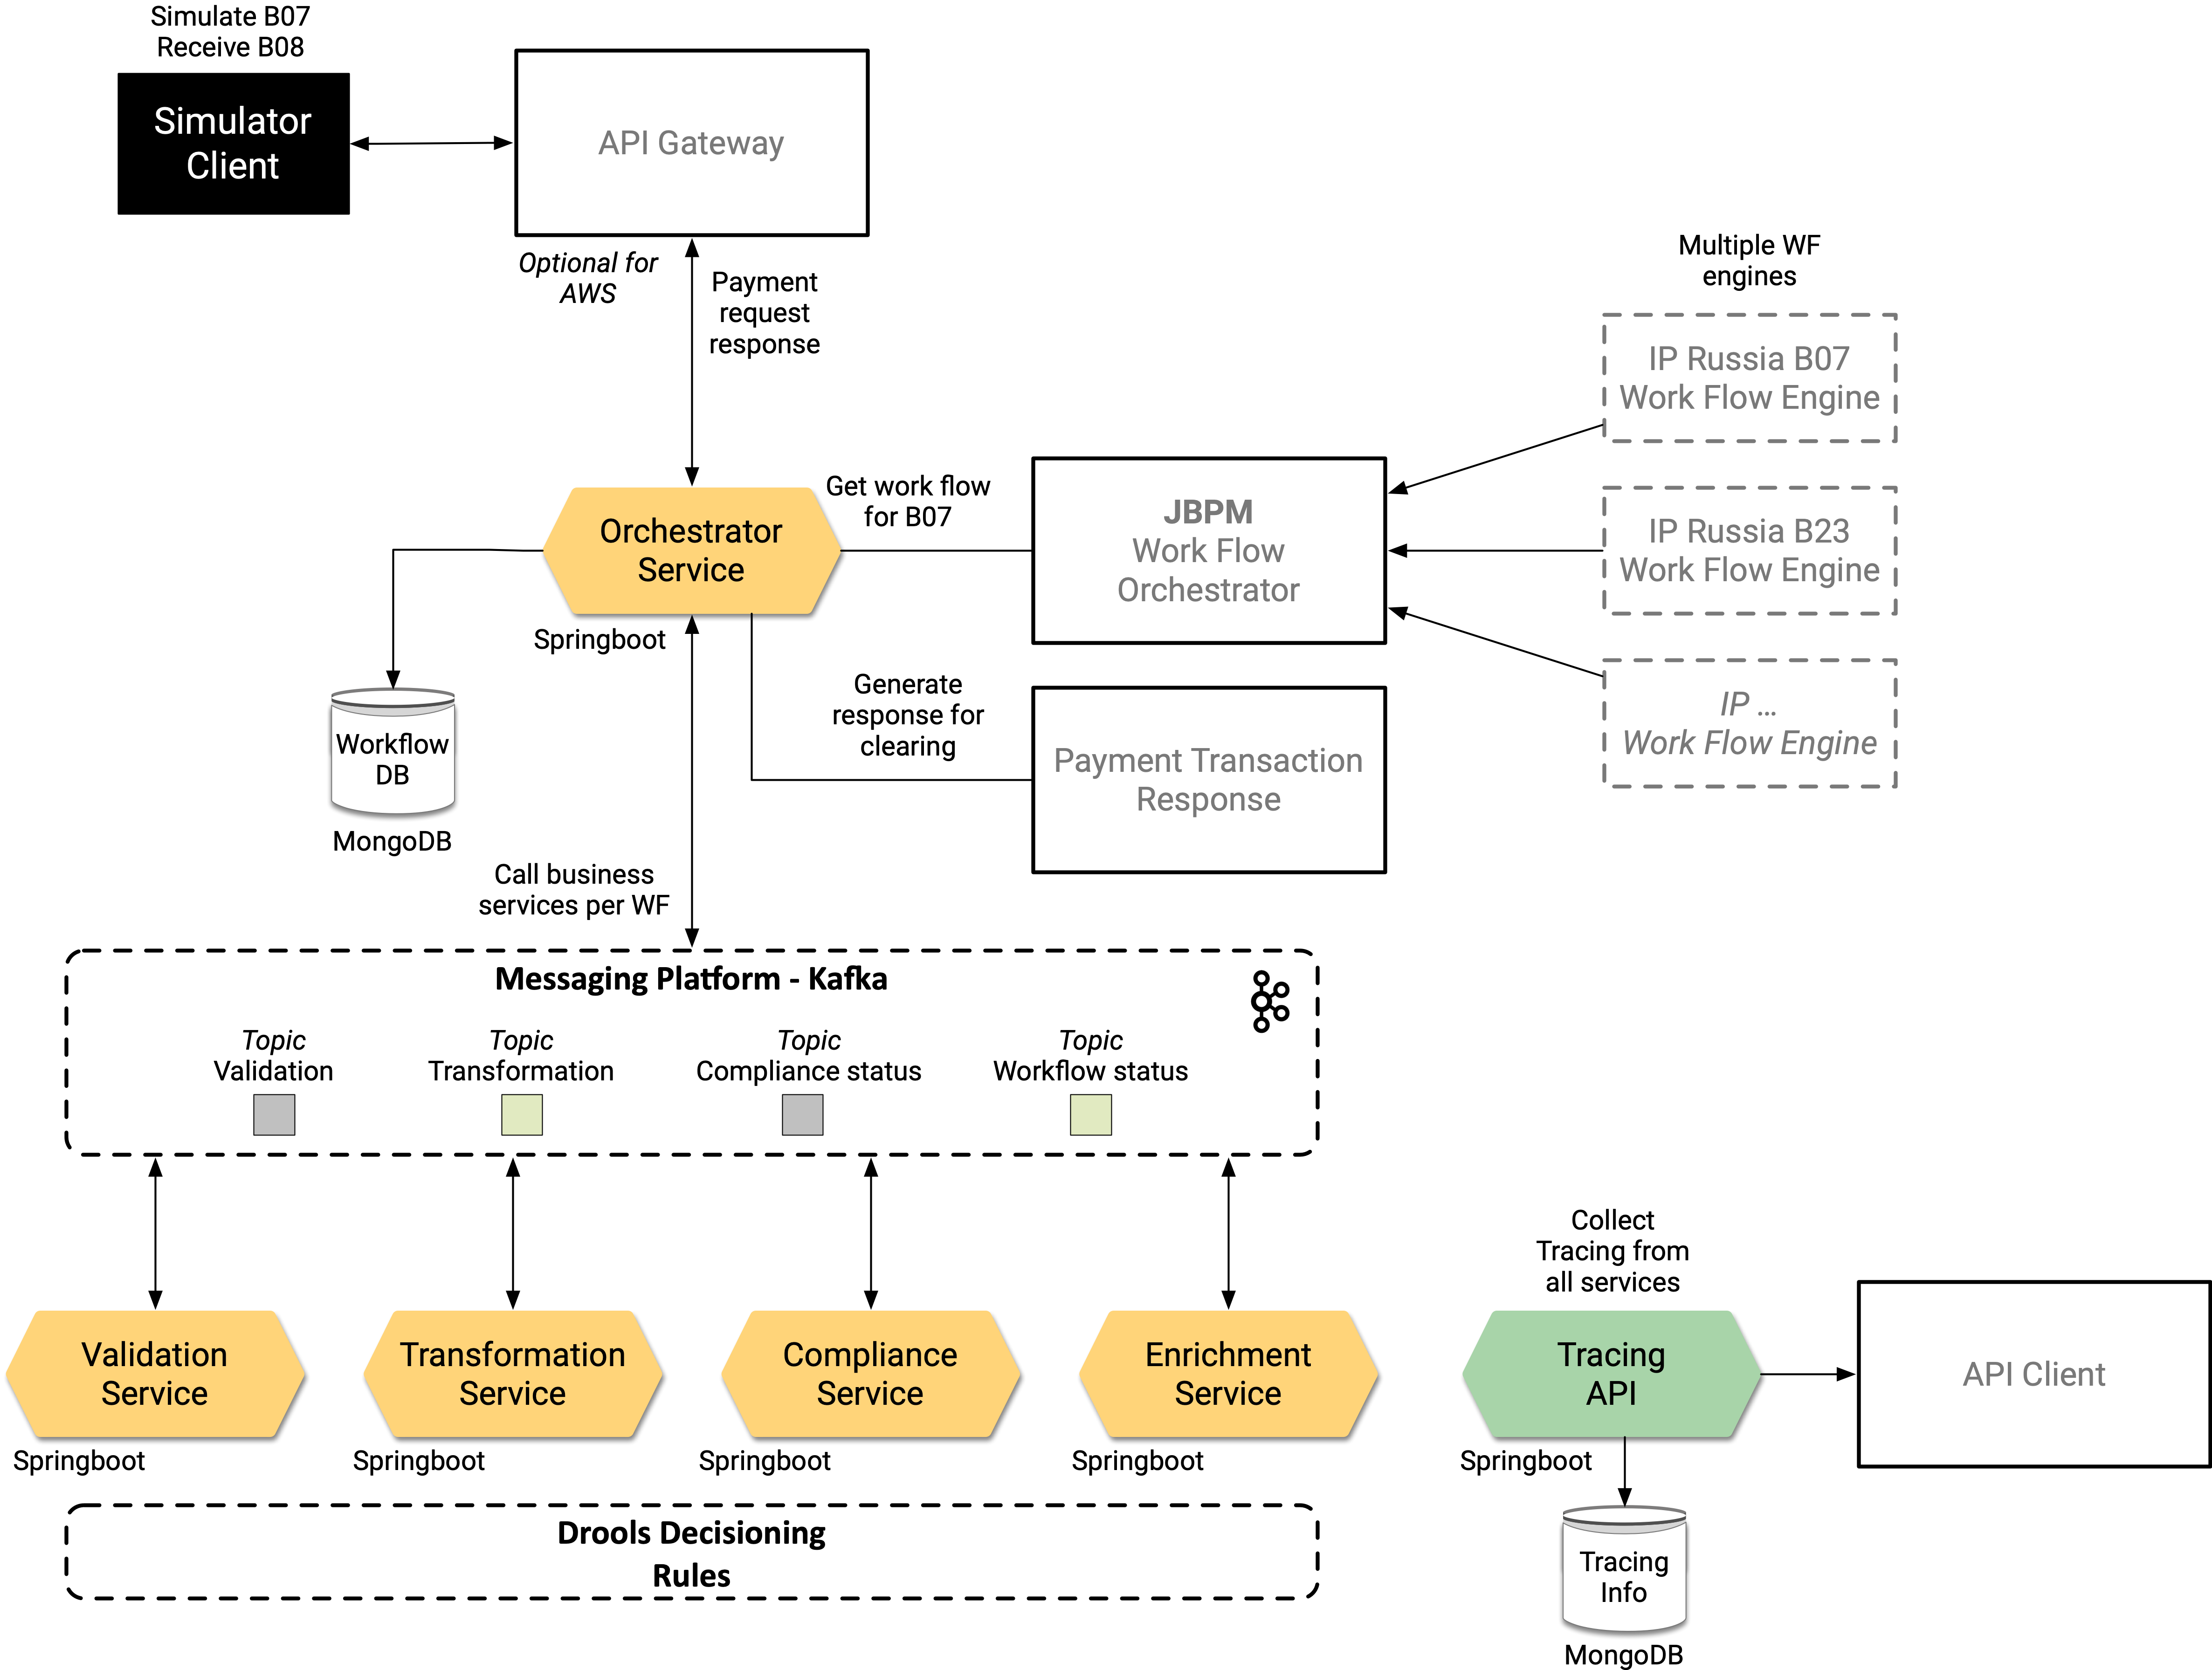 Simulate B07
Receive B08
Simulator
Client
API Gateway
Optional for
AWS
Payment
request
response
Multiple WF
engines
IP Russia B07
Work Flow Engine
IP Russia B23
Work Flow Engine
IP ...
Work Flow Engine
Get work flow
for B07
JBPM
Work Flow
Orchestrator
Orchestrator
Service
Springboot
Workflow
DB
MongoDB
Generate
response for
clearing
Payment Transaction
Response
Call business
services per WF
Messaging Platform - Kafka
Topic
Validation
Topic
Transformation
Topic
Compliance status
Topic
Workflow status
Validation
Service
Springboot
Transformation
Service
Springboot
Compliance
Service
Springboot
Enrichment
Service
Springboot
Collect
Tracing from
all services
Tracing
API
Springboot
API Client
Tracing
Info
MongoDB
Drools Decisioning
Rules